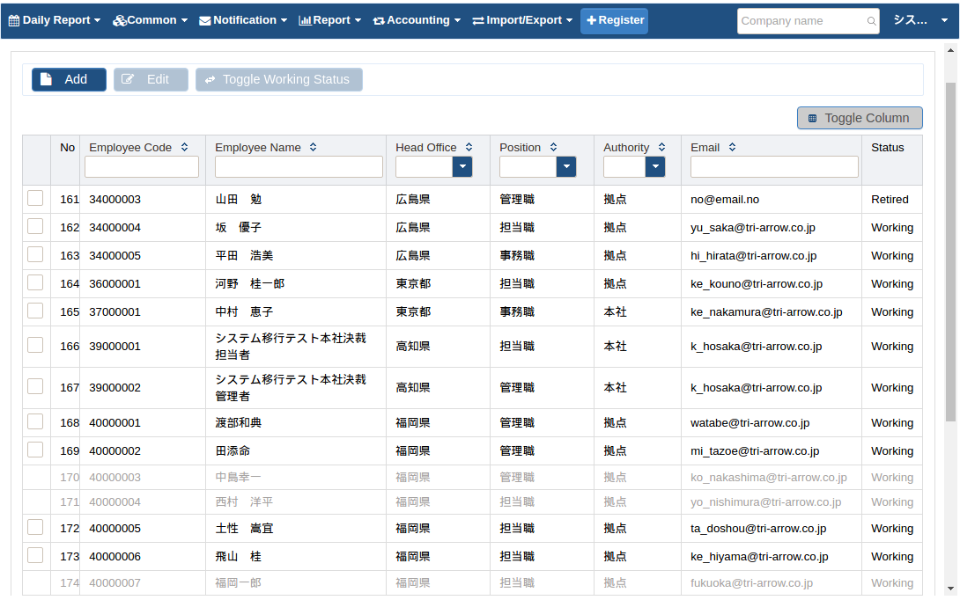 Daily Report Common Notification Report Accounting Import/Export Register Company name シス...
Add Edit Toggle Working Status
Toggle Column
No Employee Code Employee Name Head Office Position Authority Email Status
161 34000003 山田　勉 広島県 管理職 拠点 no@email.no Retired
162 34000004 坂　優子 広島県 担当職 拠点 yu_saka@tri-arrow.co.jp Working
163 34000005 平田　浩美 広島県 事務職 拠点 hi_hirata@tri-arrow.co.jp Working
164 36000001 河野　桂一郎 東京都 担当職 拠点 ke_kouno@tri-arrow.co.jp Working
165 37000001 中村　恵子 東京都 事務職 本社 ke_nakamura@tri-arrow.co.jp Working
166 39000001 システム移行テスト本社決裁 高知県 担当職 本社 k_hosaka@tri-arrow.co.jp Working
担当者
167 39000002 システム移行テスト本社決裁 高知県 管理職 本社 k_hosaka@tri-arrow.co.jp Working
管理者
168 40000001 渡部和典 福岡県 管理職 拠点 watabe@tri-arrow.co.jp Working
169 40000002 田添命 福岡県 管理職 拠点 mi_tazoe@tri-arrow.co.jp Working
170 40000003 中島幸一 福岡県 管理職 拠点 ko_nakashima@tri-arrow.co.jp Working
171 40000004 西村　洋平 福岡県 担当職 拠点 yo_nishimura@tri-arrow.co.jp Working
172 40000005 土性　嵩宜 福岡県 担当職 拠点 ta_doshou@tri-arrow.co.jp Working
173 40000006 飛山　桂 福岡県 担当職 拠点 ke_hiyama@tri-arrow.co.jp Working
174 40000007 福岡一郎 福岡県 担当職 拠点 fukuoka@tri-arrow.co.jp Working